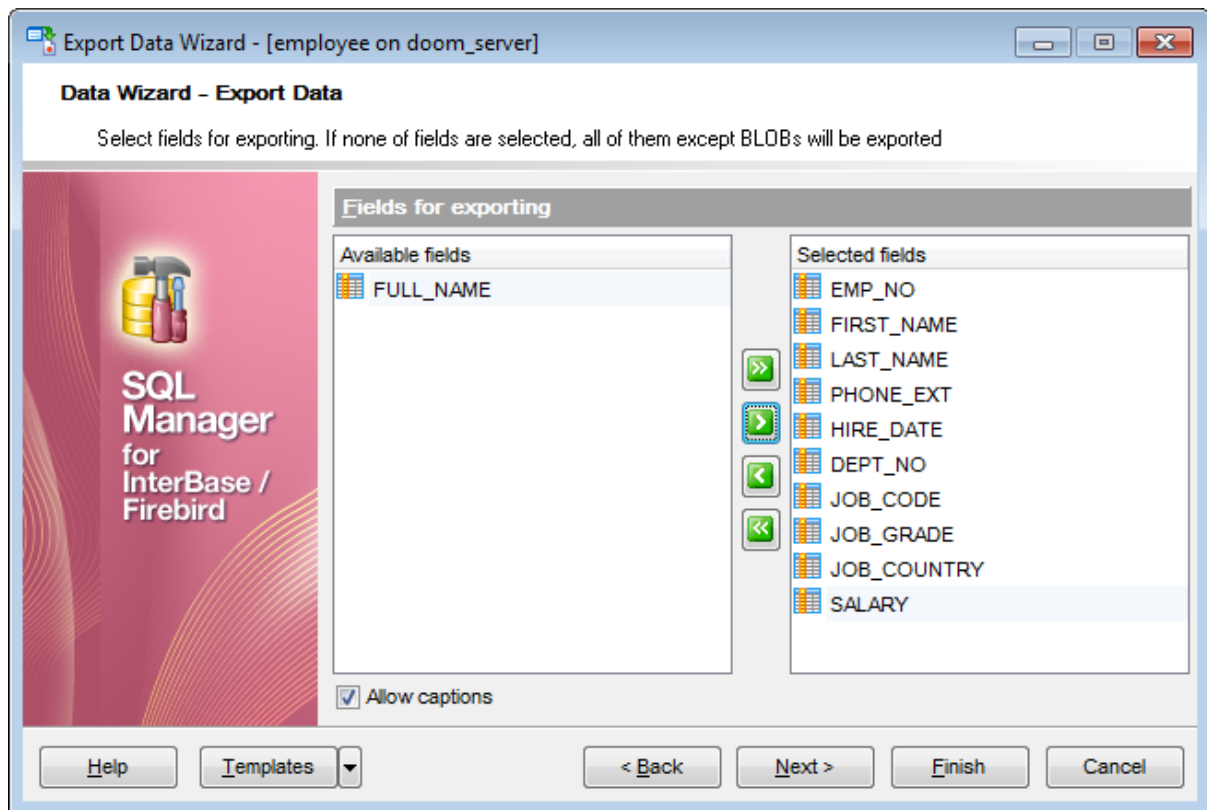 Export Data Wizard - [employee on doom_server]
Data Wizard - Export Data
Select fields for exporting. If none of fields are selected, all of them except BLOBs will be exported
SQL
Manager
for
InterBase /
Firebird
Fields for exporting
Available fields
FULL_NAME
Selected fields
EMP_NO
FIRST_NAME
LAST_NAME
PHONE_EXT
HIRE_DATE
DEPT_NO
JOB_CODE
JOB_GRADE
JOB_COUNTRY
SALARY
Allow captions
Help
Templates
< Back
Next >
Finish
Cancel